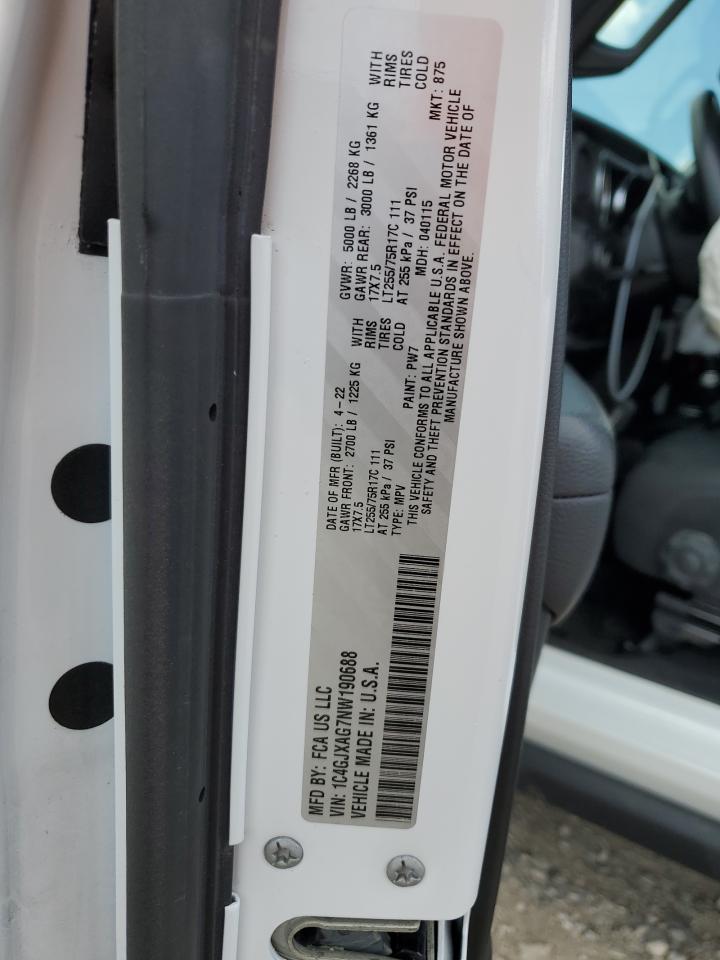 MFD BY: FCA US LLC
VIN: 1C4GJXAG7NW190688
VEHICLE MADE IN: U.S.A.
DATE OF MFR (BUILT): 4-22 GVWR: 5000 LB / 2268 KG
GAWR FRONT: 2700 LB / 1225 KG WITH GAWR REAR: 3000 LB / 1361 KG WITH
17X7.5 RIMS 17X7.5 RIMS
LT255/75R17C 111 TIRES LT255/75R17C 111 TIRES
AT 255 kPa / 37 PSI COLD AT 255 kPa / 37 PSI COLD
TYPE: MPV PAINT: PW7 MDH: 040115 MKT: 875
THIS VEHICLE CONFORMS TO ALL APPLICABLE U.S.A. FEDERAL MOTOR VEHICLE
SAFETY AND THEFT PREVENTION STANDARDS IN EFFECT ON THE DATE OF
MANUFACTURE SHOWN ABOVE.